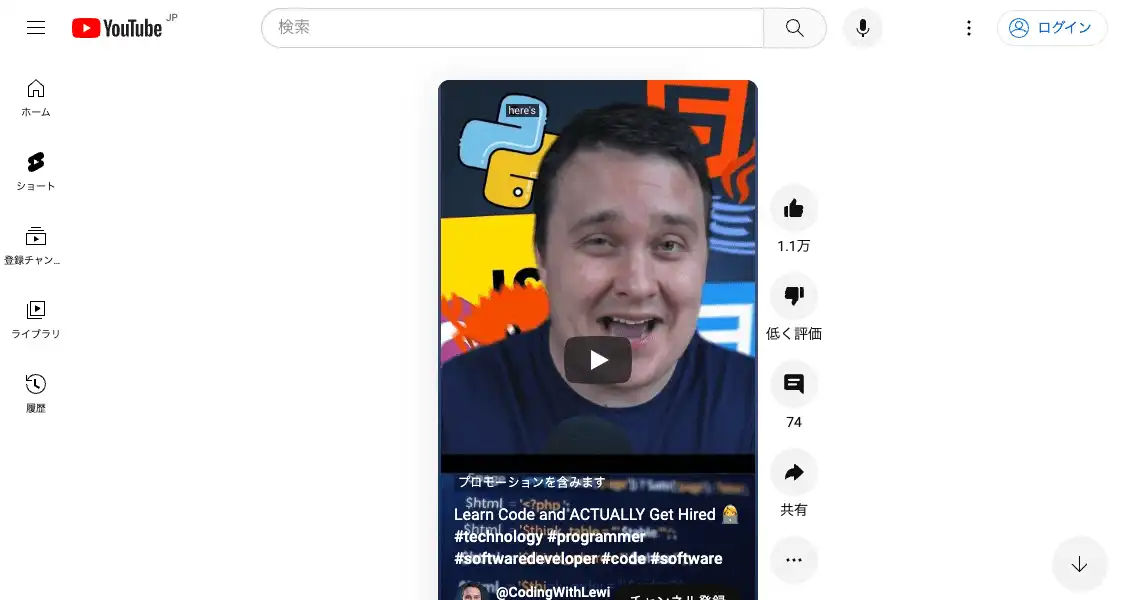 YouTube JP
検索
ログイン
ホーム
ショート
登録チャン...
ライブラリ
履歴
here's
1.1万
低く評価
74
共有
プロモーションを含みます
$html = '<?php';
Learn Code and ACTUALLY Get Hired
#technology #programmer
#softwaredeveloper #code #software
@CodingWithLewi
チャンネル登録